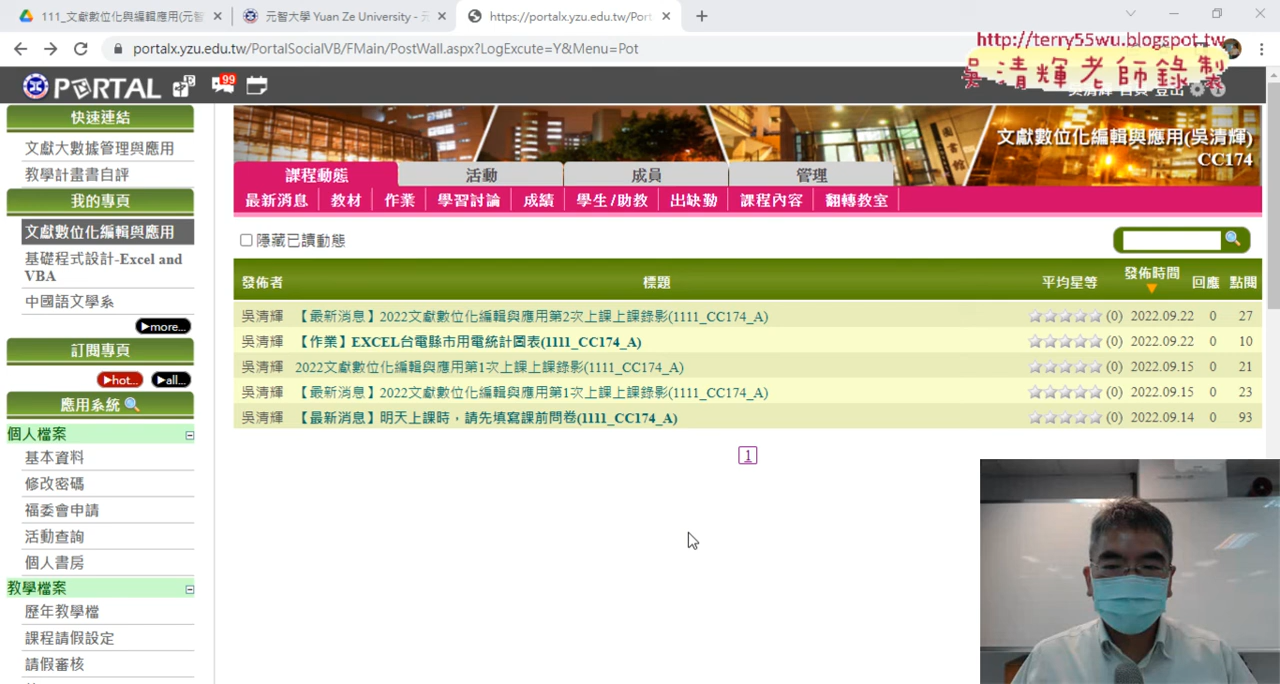 111_文獻數位化與編輯應用(元智
元智大學 Yuan Ze University - 元
https://portalx.yzu.edu.tw/Port
portalx.yzu.edu.tw/PortalSocialVB/FMain/PostWall.aspx?LogExcute=Y&Menu=Pot
http://terry55wu.blogspot.tw
吳清輝老師錄製
PORTAL
99
快速連結
文獻大數據管理與應用
教學計畫書自評
我的專頁
文獻數位化編輯與應用
基礎程式設計-Excel and
VBA
中國語文學系
▶more...
訂閱專頁
▶hot...
▶all...
應用系統
個人檔案
基本資料
修改密碼
福委會申請
活動查詢
個人書房
教學檔案
歷年教學檔
課程請假設定
請假審核
文獻數位化編輯與應用(吳清輝)
CC174
課程動態 活動 成員 管理
最新消息 教材 作業 學習討論 成績 學生/助教 出缺勤 課程內容 翻轉教室
隱藏已讀動態
發佈者 標題 平均星等 發佈時間 回應 點閱
吳清輝 【最新消息】2022文獻數位化編輯與應用第2次上課上課錄影(1111_CC174_A) (0) 2022.09.22 0 27
吳清輝 【作業】EXCEL台電縣市用電統計圖表(1111_CC174_A) (0) 2022.09.22 0 10
吳清輝 2022文獻數位化編輯與應用第1次上課上課錄影(1111_CC174_A) (0) 2022.09.15 0 21
吳清輝 【最新消息】2022文獻數位化編輯與應用第1次上課上課錄影(1111_CC174_A) (0) 2022.09.15 0 23
吳清輝 【最新消息】明天上課時，請先填寫課前問卷(1111_CC174_A) (0) 2022.09.14 0 93
1